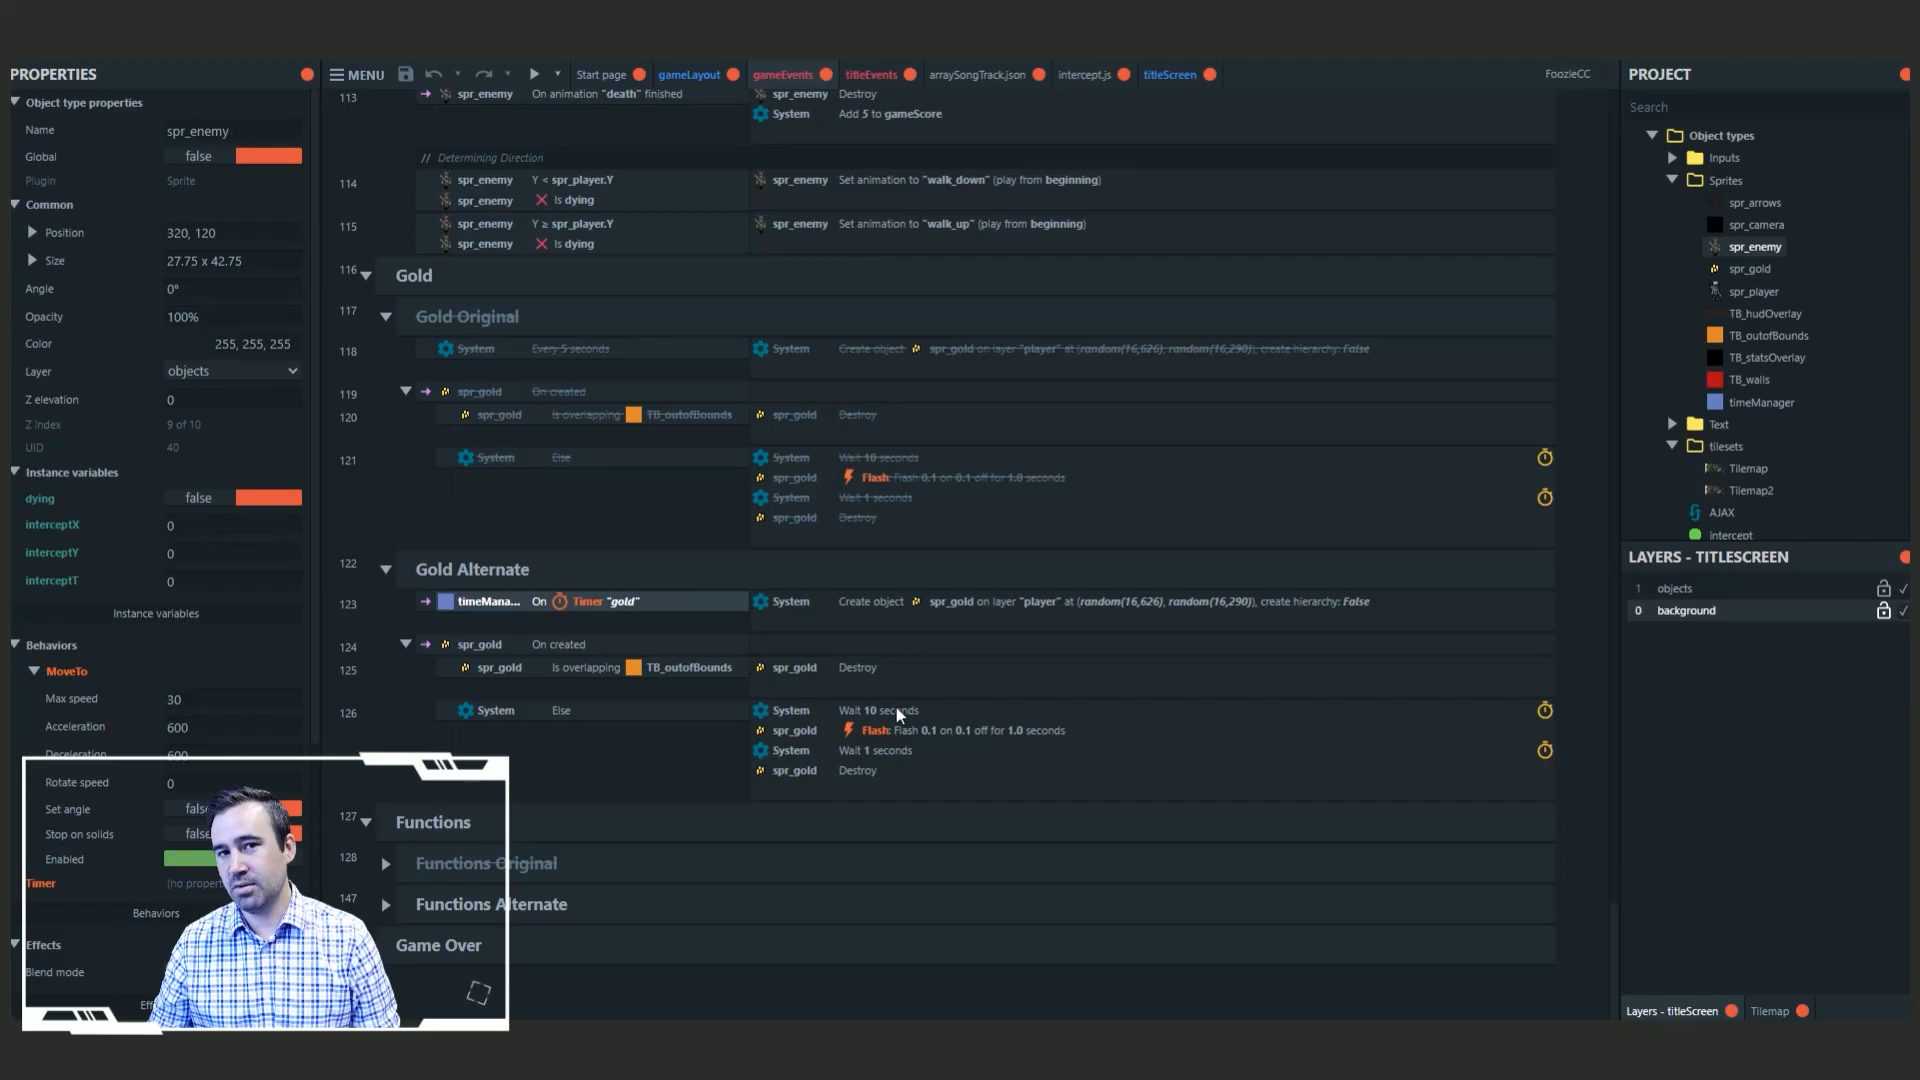 PROPERTIES
Object type properties
Name spr_enemy
Global false
Plugin Sprite
Common
Position 320, 120
Size 27.75 x 42.75
Angle 0°
Opacity 100%
Color 255, 255, 255
Layer objects
Z elevation 0
Z index 9 of 10
UID 40
Instance variables
dying false
interceptX 0
interceptY 0
interceptT 0
Instance variables
Behaviors
MoveTo
Max speed 30
Acceleration 600
Deceleration 600
Rotate speed 0
Set angle
Stop on solids
Enabled
Timer (no
Behaviors
Effects
Blend mode
MENU Start page gameLayout gameEvents titleEvents arraySongTrack.json intercept.js titleScreen FoozleCC
113 spr_enemy On animation "death" finished spr_enemy Destroy
System Add 5 to gameScore
// Determining Direction
114 spr_enemy Y < spr_player.Y spr_enemy Set animation to "walk_down" (play from beginning)
spr_enemy Is dying
115 spr_enemy Y ≥ spr_player.Y spr_enemy Set animation to "walk_up" (play from beginning)
spr_enemy Is dying
116 Gold
117 Gold Original
118 System Every 5 seconds System Create object spr_gold on layer "player" at (random(16,626), random(16,290)), create hierarchy: False
119 spr_gold On created
120 spr_gold Is overlapping TB_outofBounds spr_gold Destroy
121 System Else System Wait 10 seconds
spr_gold Flash: Flash 0.1 on 0.1 off for 1.0 seconds
System Wait 1 seconds
spr_gold Destroy
122 Gold Alternate
123 timeMana... On Timer "gold" System Create object spr_gold on layer "player" at (random(16,626), random(16,290)), create hierarchy: False
124 spr_gold On created
125 spr_gold Is overlapping TB_outofBounds spr_gold Destroy
126 System Else System Wait 10 seconds
spr_gold Flash: Flash 0.1 on 0.1 off for 1.0 seconds
System Wait 1 seconds
spr_gold Destroy
127 Functions
128 Functions Original
147 Functions Alternate
Game Over
PROJECT
Search
Object types
Inputs
Sprites
spr_arrows
spr_camera
spr_enemy
spr_gold
spr_player
TB_hudOverlay
TB_outofBounds
TB_statsOverlay
TB_walls
timeManager
Text
tilesets
Tilemap
Tilemap2
AJAX
intercept
LAYERS - TITLESCREEN
1 objects
0 background
Layers - titleScreen Tilemap